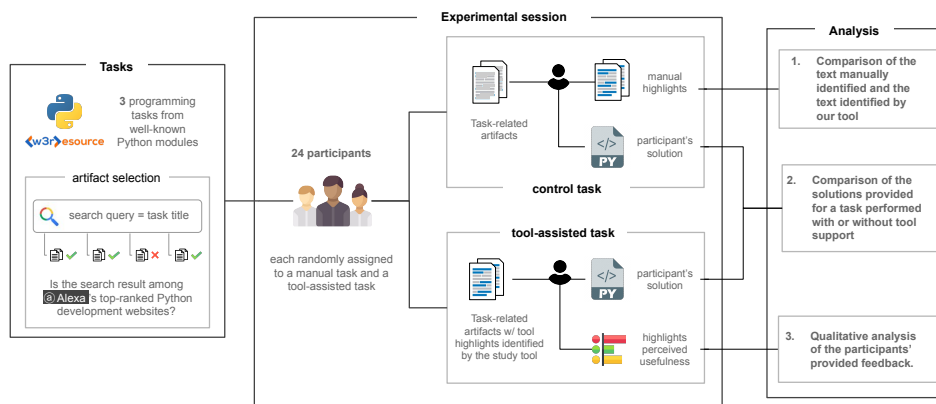 Tasks
3 programming
tasks from
well-known
Python modules
<w3r>esource
artifact selection
search query = task title
Is the search result among
a Alexa's top-ranked Python
development websites?
24 participants
each randomly assigned
to a manual task and a
tool-assisted task
Experimental session
Task-related
artifacts
manual
highlights
</>
PY
participant's
solution
control task
tool-assisted task
Task-related
artifacts w/ tool
highlights identified
by the study tool
</>
PY
participant's
solution
highlights
perceived
usefulness
Analysis
1. Comparison of the
text manually
identified and the
text identified by
our tool
2. Comparison of the
solutions provided
for a task performed
with or without tool
support
3. Qualitative analysis
of the participants'
provided feedback.